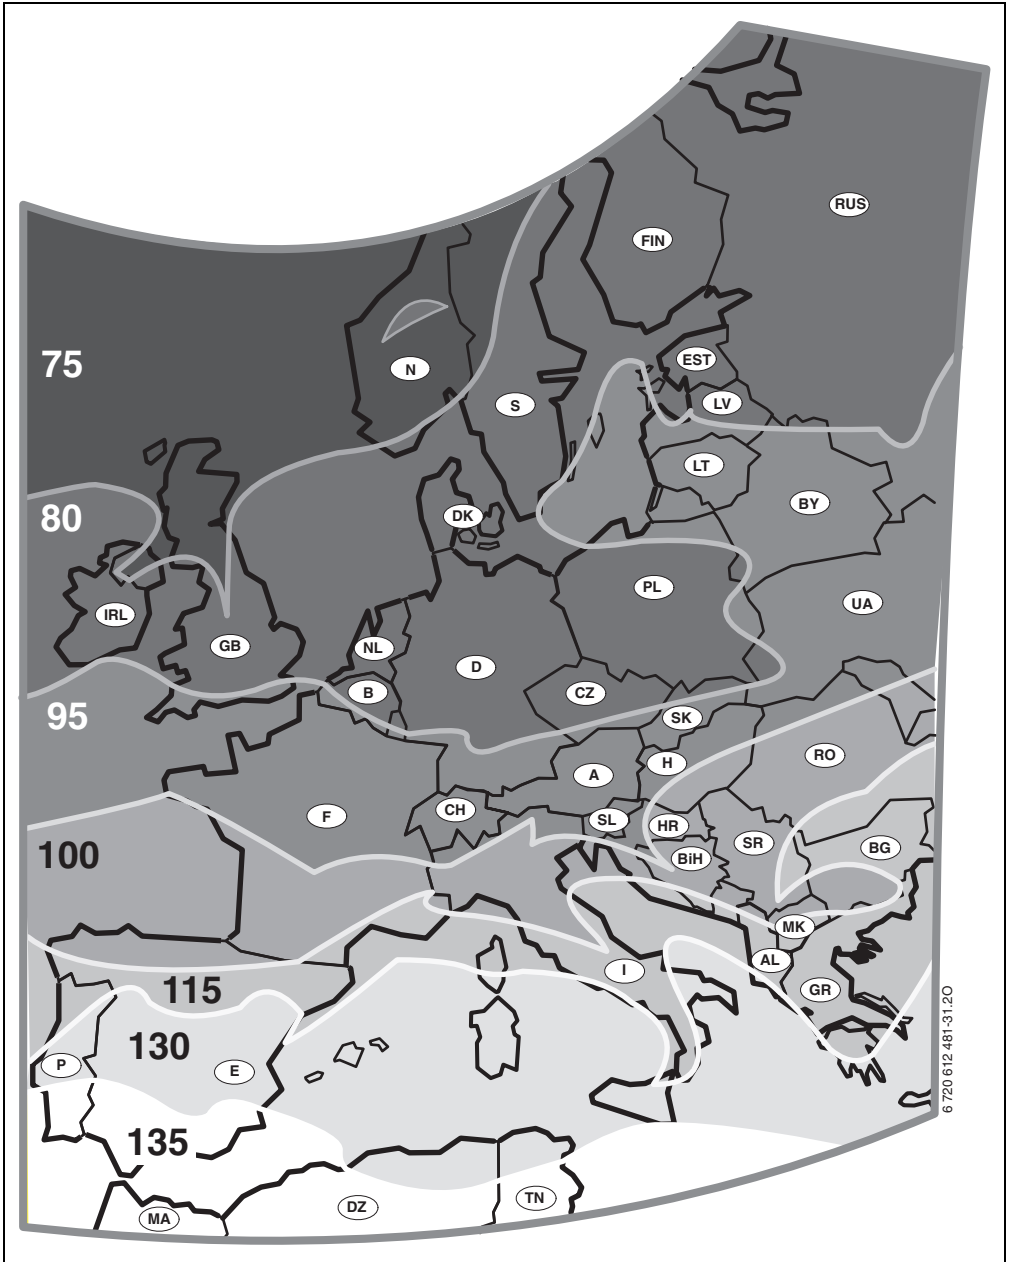 RUS
FIN
75
EST
N
LV
S
LT
80
BY
DK
PL
UA
IRL
GB
NL
D
B
CZ
95
SK
RO
H
A
CH
F
SL
HR
SR
BG
100
BiH
MK
AL
I
115
GR
130
P
E
135
TN
DZ
MA
6 720 612 481-31.2O